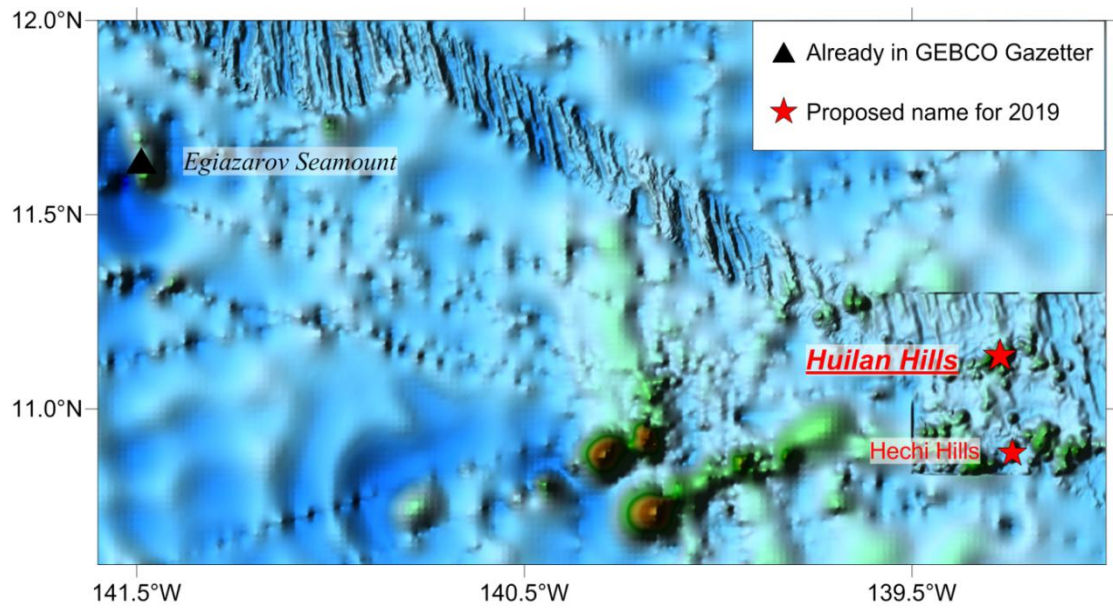 12.0°N
Already in GEBCO Gazetter
Proposed name for 2019
Egiazarov Seamount
11.5°N
Huilan Hills
11.0°N
Hechi Hills
141.5°W
140.5°W
139.5°W